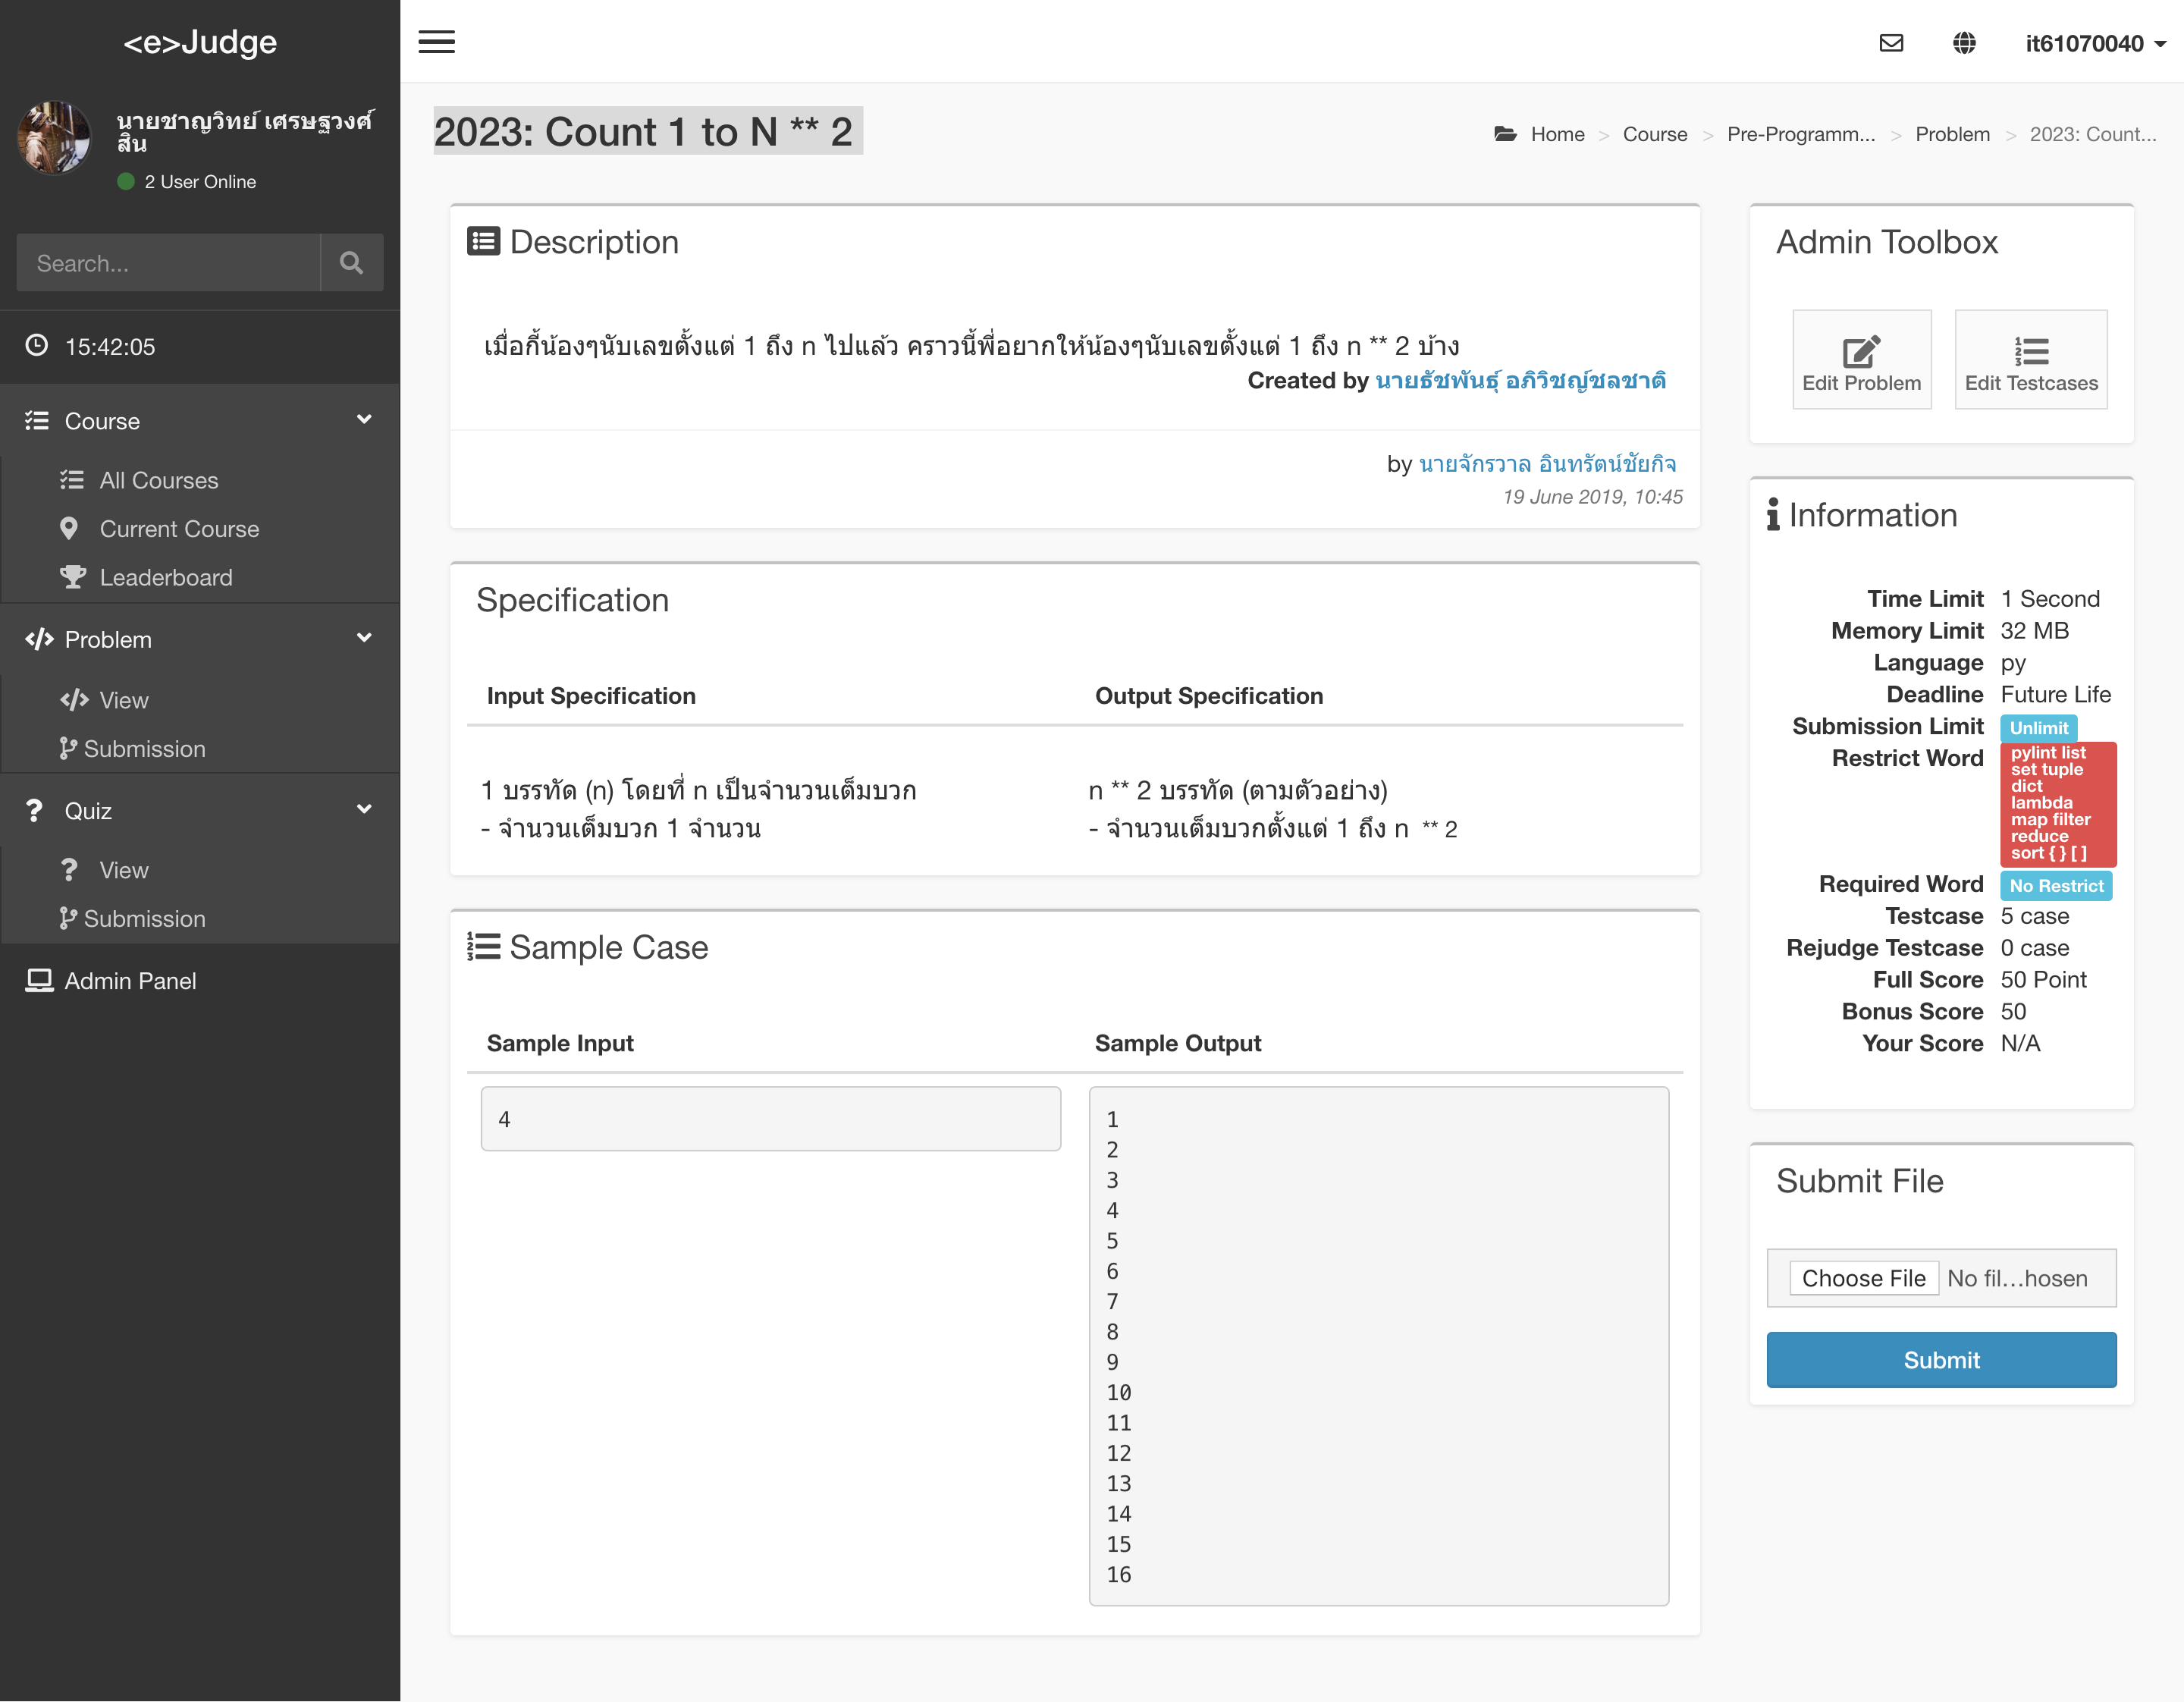 <e>Judge
นายชาญวิทย์ เศรษฐวงศ์
สิน
2 User Online
Search...
15:42:05
Course
All Courses
Current Course
Leaderboard
Problem
View
Submission
Quiz
View
Submission
Admin Panel
it61070040
2023: Count 1 to N ** 2
Home > Course > Pre-Programm... > Problem > 2023: Count...
Description
เมื่อกี้น้องๆนับเลขตั้งแต่ 1 ถึง n ไปแล้ว คราวนี้พี่อยากให้น้องๆนับเลขตั้งแต่ 1 ถึง n ** 2 บ้าง
Created by นายธัชพันธุ์ อภิวิชญ์ชลชาติ
by นายจักรวาล อินทรัตน์ชัยกิจ
19 June 2019, 10:45
Specification
Input Specification
Output Specification
1 บรรทัด (n) โดยที่ n เป็นจำนวนเต็มบวก
- จำนวนเต็มบวก 1 จำนวน
n ** 2 บรรทัด (ตามตัวอย่าง)
- จำนวนเต็มบวกตั้งแต่ 1 ถึง n ** 2
Sample Case
Sample Input
Sample Output
4
1
2
3
4
5
6
7
8
9
10
11
12
13
14
15
16
Admin Toolbox
Edit Problem
Edit Testcases
Information
Time Limit 1 Second
Memory Limit 32 MB
Language py
Deadline Future Life
Submission Limit Unlimit
Restrict Word pylint list
set tuple
dict
lambda
map filter
reduce
sort { } [ ]
Required Word No Restrict
Testcase 5 case
Rejudge Testcase 0 case
Full Score 50 Point
Bonus Score 50
Your Score N/A
Submit File
Choose File No fil...hosen
Submit